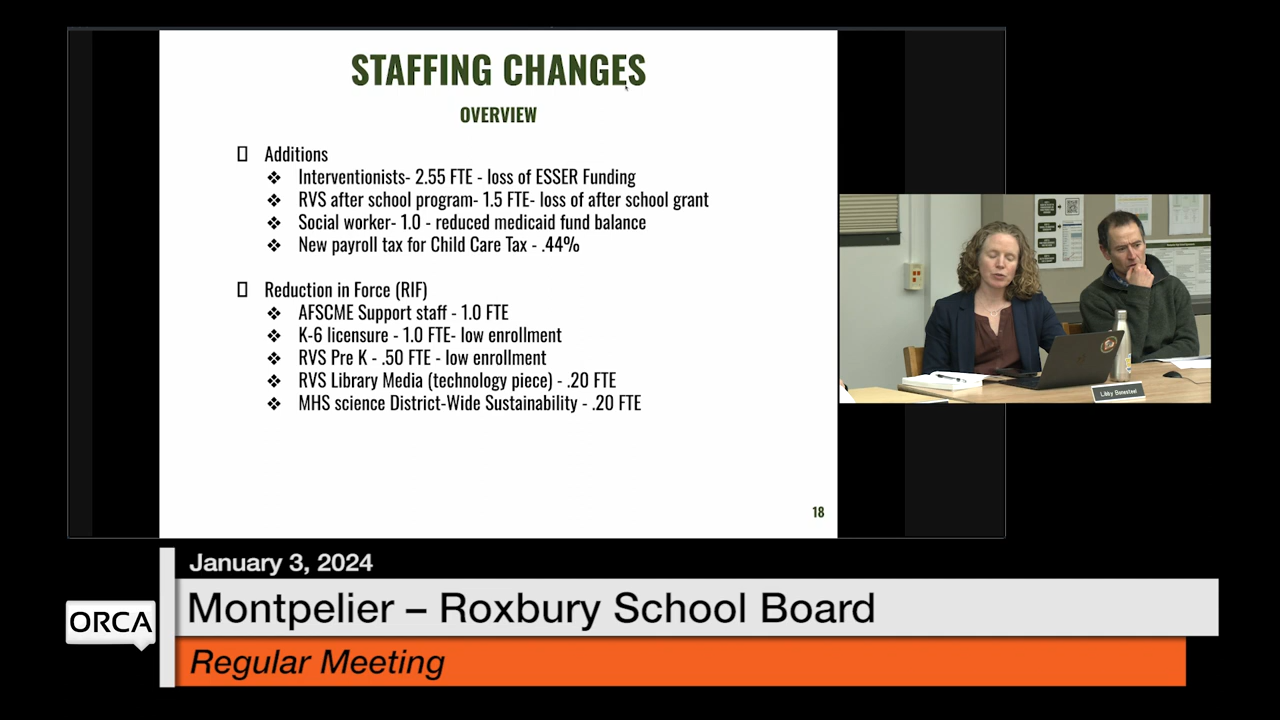 STAFFING CHANGES
OVERVIEW
Additions
❖ Interventionists- 2.55 FTE - loss of ESSER Funding
❖ RVS after school program- 1.5 FTE- loss of after school grant
❖ Social worker- 1.0 - reduced medicaid fund balance
❖ New payroll tax for Child Care Tax - .44%
Reduction in Force (RIF)
❖ AFSCME Support staff - 1.0 FTE
❖ K-6 licensure - 1.0 FTE- low enrollment
❖ RVS Pre K - .50 FTE - low enrollment
❖ RVS Library Media (technology piece) - .20 FTE
❖ MHS science District-Wide Sustainability - .20 FTE
18
Libby Bonesteel
January 3, 2024
ORCA
Montpelier – Roxbury School Board
Regular Meeting